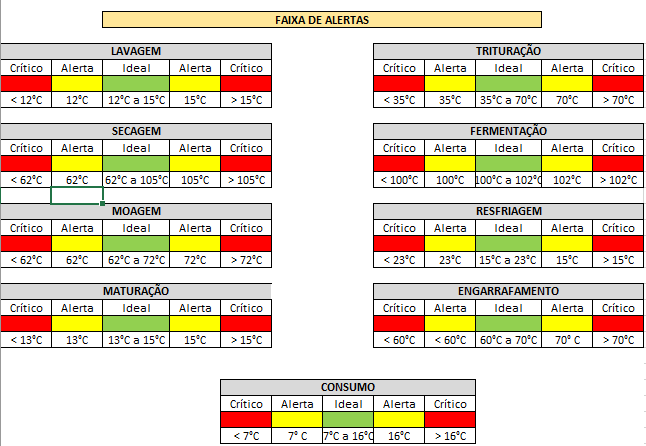 FAIXA DE ALERTAS
LAVAGEM
Crítico Alerta Ideal Alerta Crítico
< 12°C 12°C 12°C a 15°C 15°C > 15°C
TRITURAÇÃO
Crítico Alerta Ideal Alerta Crítico
< 35°C 35°C 35°C a 70°C 70°C > 70°C
SECAGEM
Crítico Alerta Ideal Alerta Crítico
< 62°C 62°C 62°C a 105°C 105°C > 105°C
FERMENTAÇÃO
Crítico Alerta Ideal Alerta Crítico
< 100°C 100°C 100°C a 102°C 102°C > 102°C
MOAGEM
Crítico Alerta Ideal Alerta Crítico
< 62°C 62°C 62°C a 72°C 72°C > 72°C
RESFRIAGEM
Crítico Alerta Ideal Alerta Crítico
< 23°C 23°C 15°C a 23°C 15°C > 15°C
MATURAÇÃO
Crítico Alerta Ideal Alerta Crítico
< 13°C 13°C 13°C a 15°C 15°C > 15°C
ENGARRAFAMENTO
Crítico Alerta Ideal Alerta Crítico
< 60°C < 60°C 60°C a 70°C 70° C > 70°C
CONSUMO
Crítico Alerta Ideal Alerta Crítico
< 7°C 7° C 7°C a 16°C 16°C > 16°C